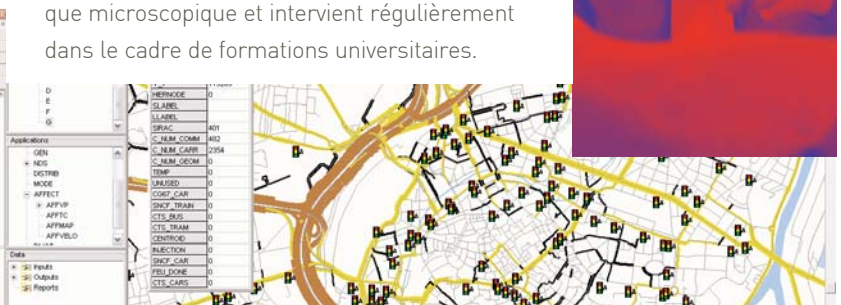 que microscopique et intervient régulièrement
dans le cadre de formations universitaires.
D
E
F
G
Applications
GEN
NDS
DISTRIB
MODE
AFFECT
AFFVP
AFFTC
AFFMAP
AFFVELO
Data
Inputs
Outputs
Reports
HIERNODE 0
SLABEL
LLABEL
SIRAC 401
C_NUM_COMM 482
C_NUM_CARR 2354
C_NUM_GEOM 0
TEMP 0
UNUSED 0
CG67_CAR 0
SNCF_TRAIN 0
CTS_BUS 0
CTS_TRAM 0
CENTROID 0
INJECTION 0
SNCF_CAR 0
FEU_DONE 0
CTS_CARS 0